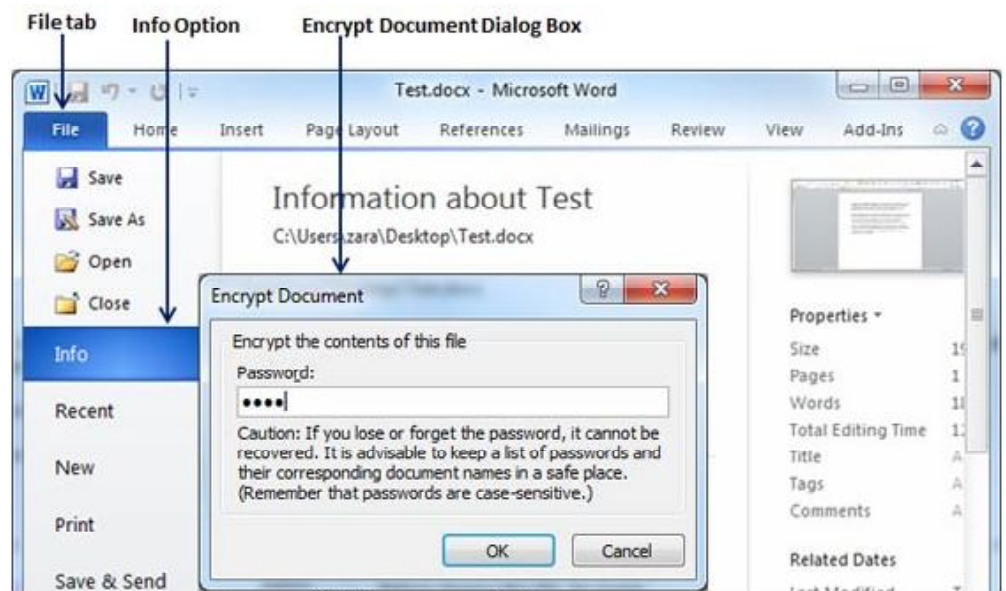 File tab Info Option Encrypt Document Dialog Box
W Test.docx - Microsoft Word
File Home Insert Page Layout References Mailings Review View Add-Ins ?
Save
Save As
Open
Close
Info
Recent
New
Print
Save & Send
Information about Test
C:\Users\zara\Desktop\Test.docx
Encrypt Document ?
Encrypt the contents of this file
Password:
••••
Caution: If you lose or forget the password, it cannot be
recovered. It is advisable to keep a list of passwords and
their corresponding document names in a safe place.
(Remember that passwords are case-sensitive.)
OK Cancel
Properties
Size
Pages 1
Words
Total Editing Time
Title A
Tags A
Comments A
Related Dates
Last Modified